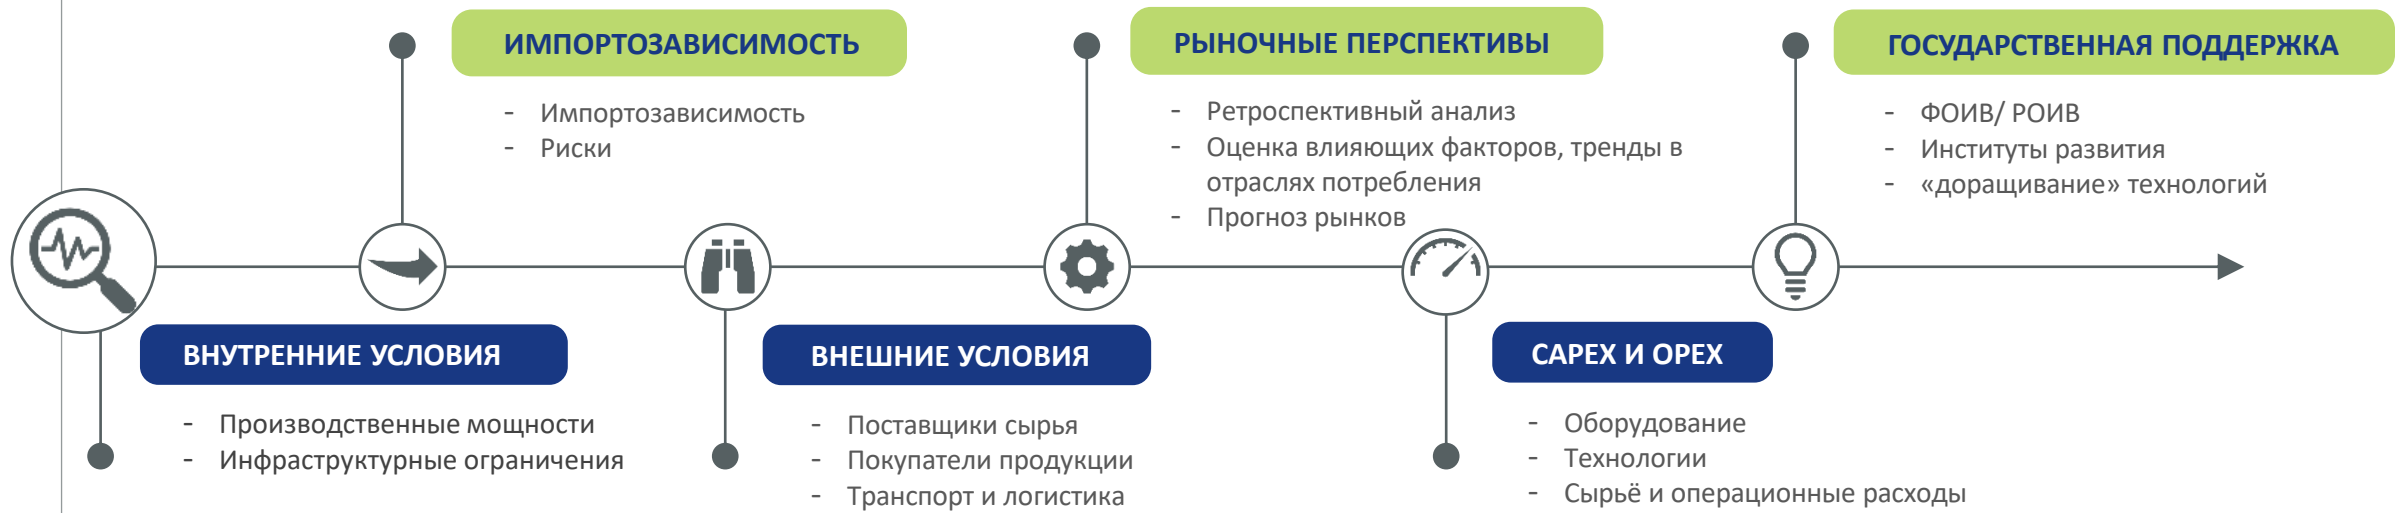 ИМПОРТОЗАВИСИМОСТЬ
- Импортозависимость
- Риски
РЫНОЧНЫЕ ПЕРСПЕКТИВЫ
- Ретроспективный анализ
- Оценка влияющих факторов, тренды в
отраслях потребления
- Прогноз рынков
ГОСУДАРСТВЕННАЯ ПОДДЕРЖКА
- ФОИВ/ РОИВ
- Институты развития
- «доращивание» технологий
ВНУТРЕННИЕ УСЛОВИЯ
- Производственные мощности
- Инфраструктурные ограничения
ВНЕШНИЕ УСЛОВИЯ
- Поставщики сырья
- Покупатели продукции
- Транспорт и логистика
CAPEX И OPEX
- Оборудование
- Технологии
- Сырьё и операционные расходы